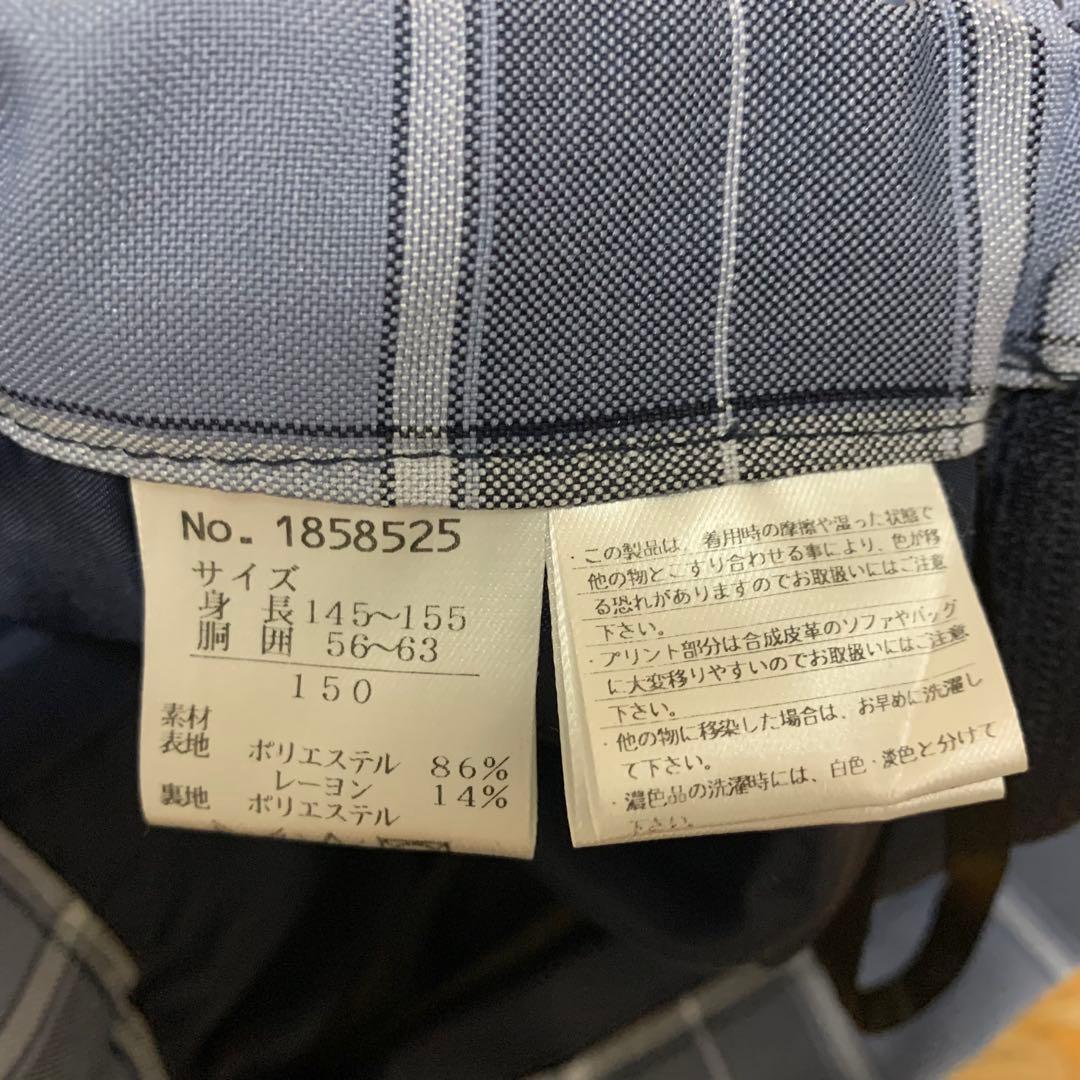 No. 1858525
サイズ
身 長 145～155
胴 囲 56～63
150
素材
表地 ポリエステル 86%
レーヨン 14%
裏地 ポリエステル
・この製品は、着用時の摩擦や湿った状態で
他の物とこすり合わせる事により、色が移
る恐れがありますのでお取扱いにはご注意
下さい。
・プリント部分は合成皮革のソファやバッグ
に大変移りやすいのでお取扱いにはご注意
下さい。
・他の物に移染した場合は、お早めに洗濯し
て下さい。
・濃色品の洗濯時には、白色・淡色と分けて
下さい。